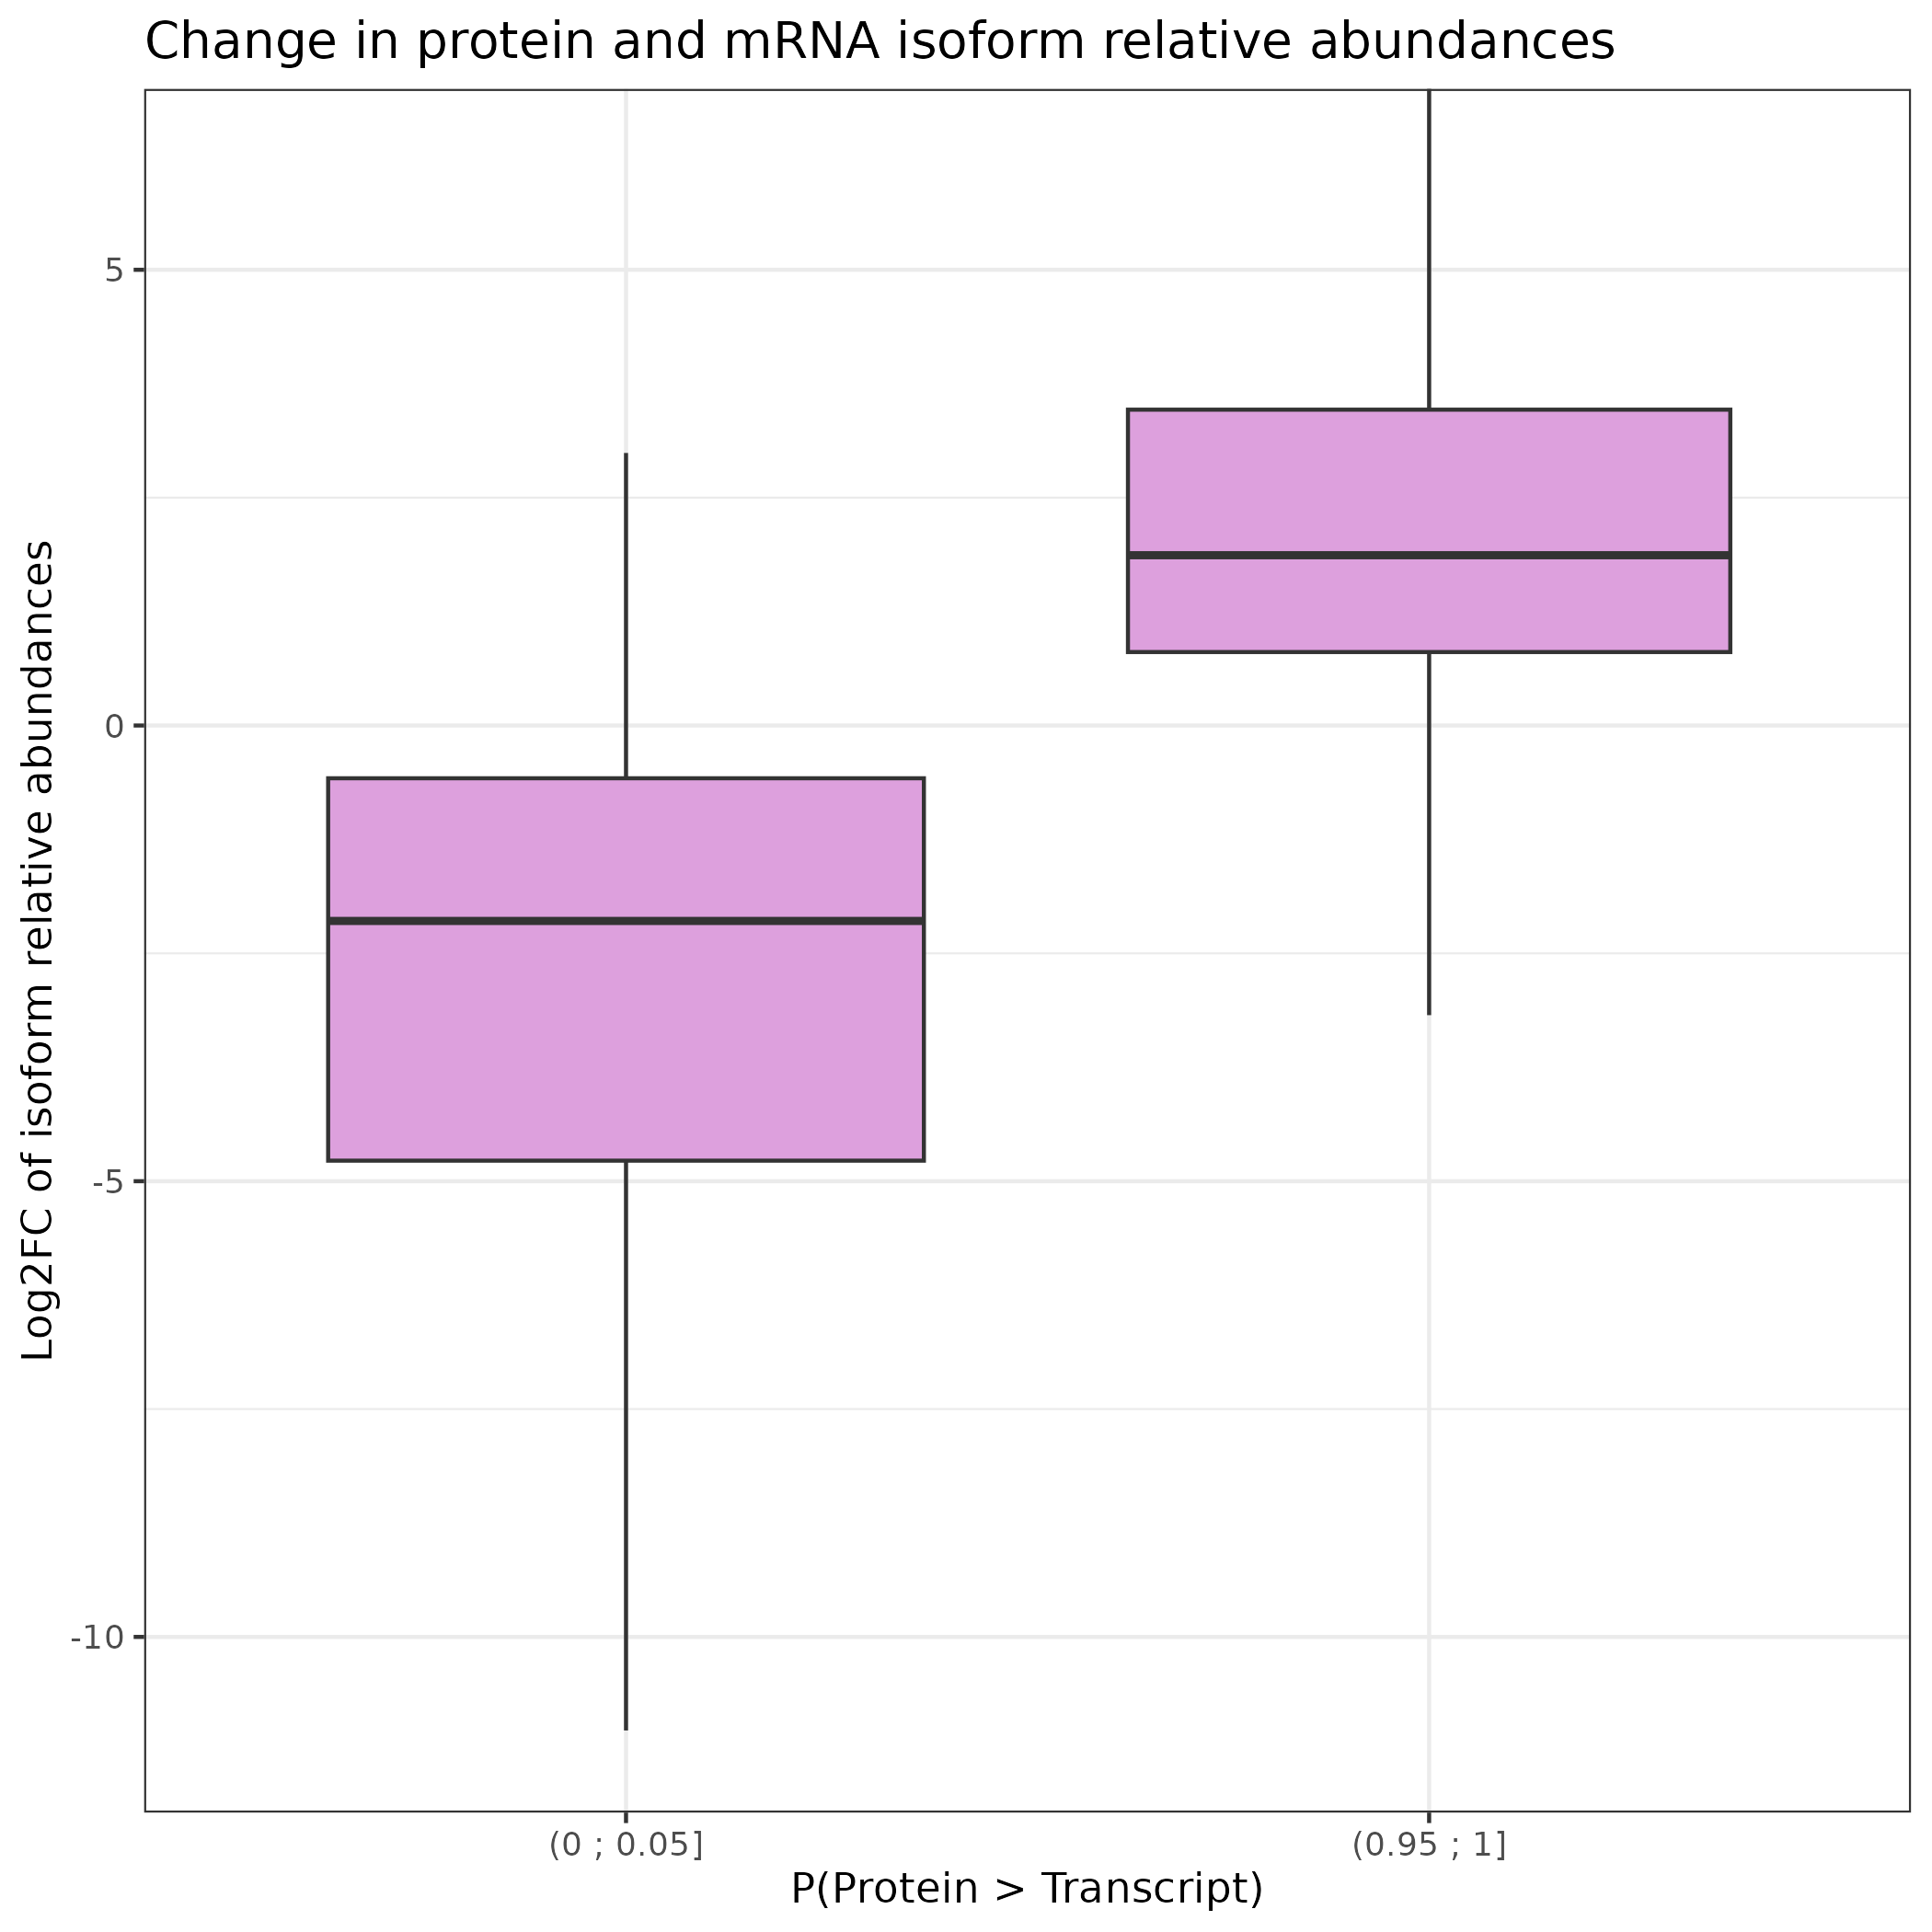 Change in protein and mRNA isoform relative abundances
Log2FC of isoform relative abundances
5
0
-5
-10
(0 ; 0.05]
(0.95 ; 1]
P(Protein > Transcript)